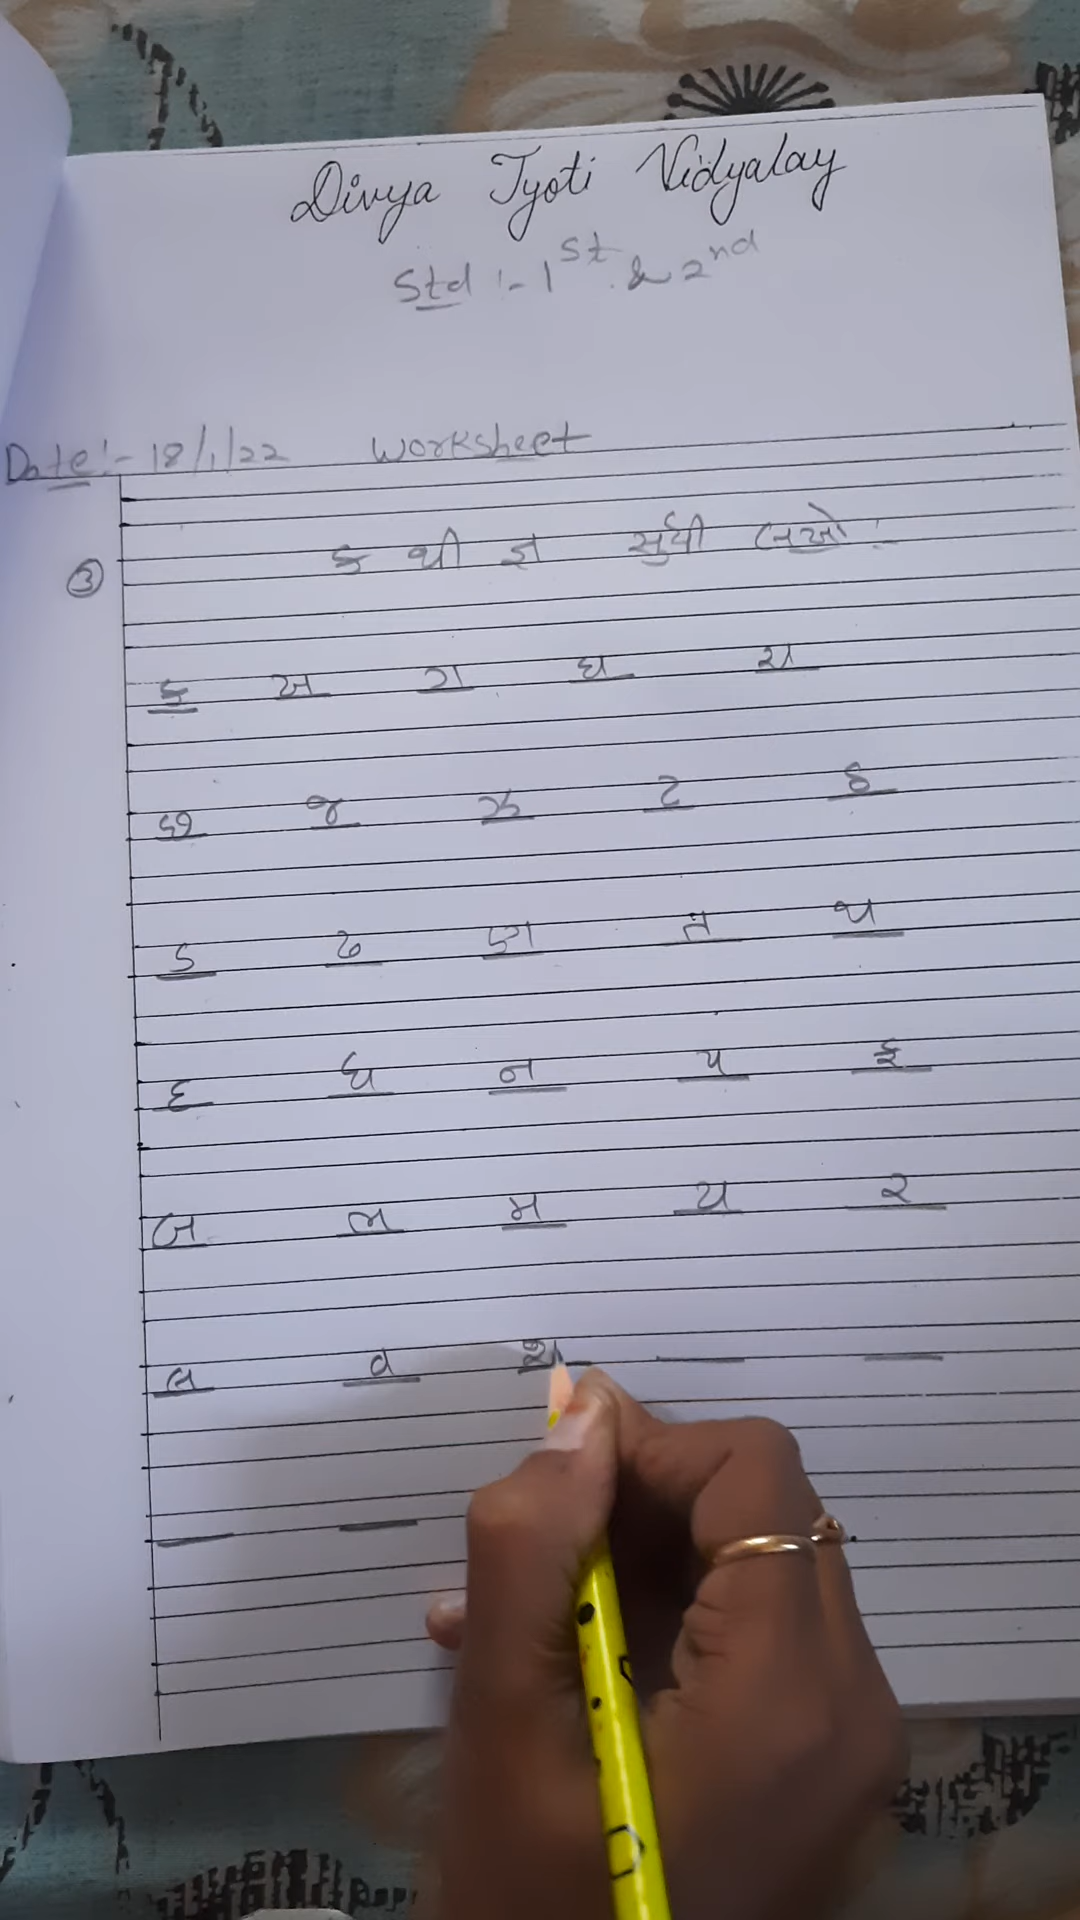 Divya Jyoti Vidyalay
Std :- 1st & 2nd
Date :- 18/1/22 Worksheet
③ ક થી જ્ઞ સુધી લખો :
ક ખ ગ ઘ ચ
છ જ ઝ ટ ઠ
ડ ઢ ણ ત થ
દ ધ ન પ ફ
બ ભ મ ય ર
લ વ શ